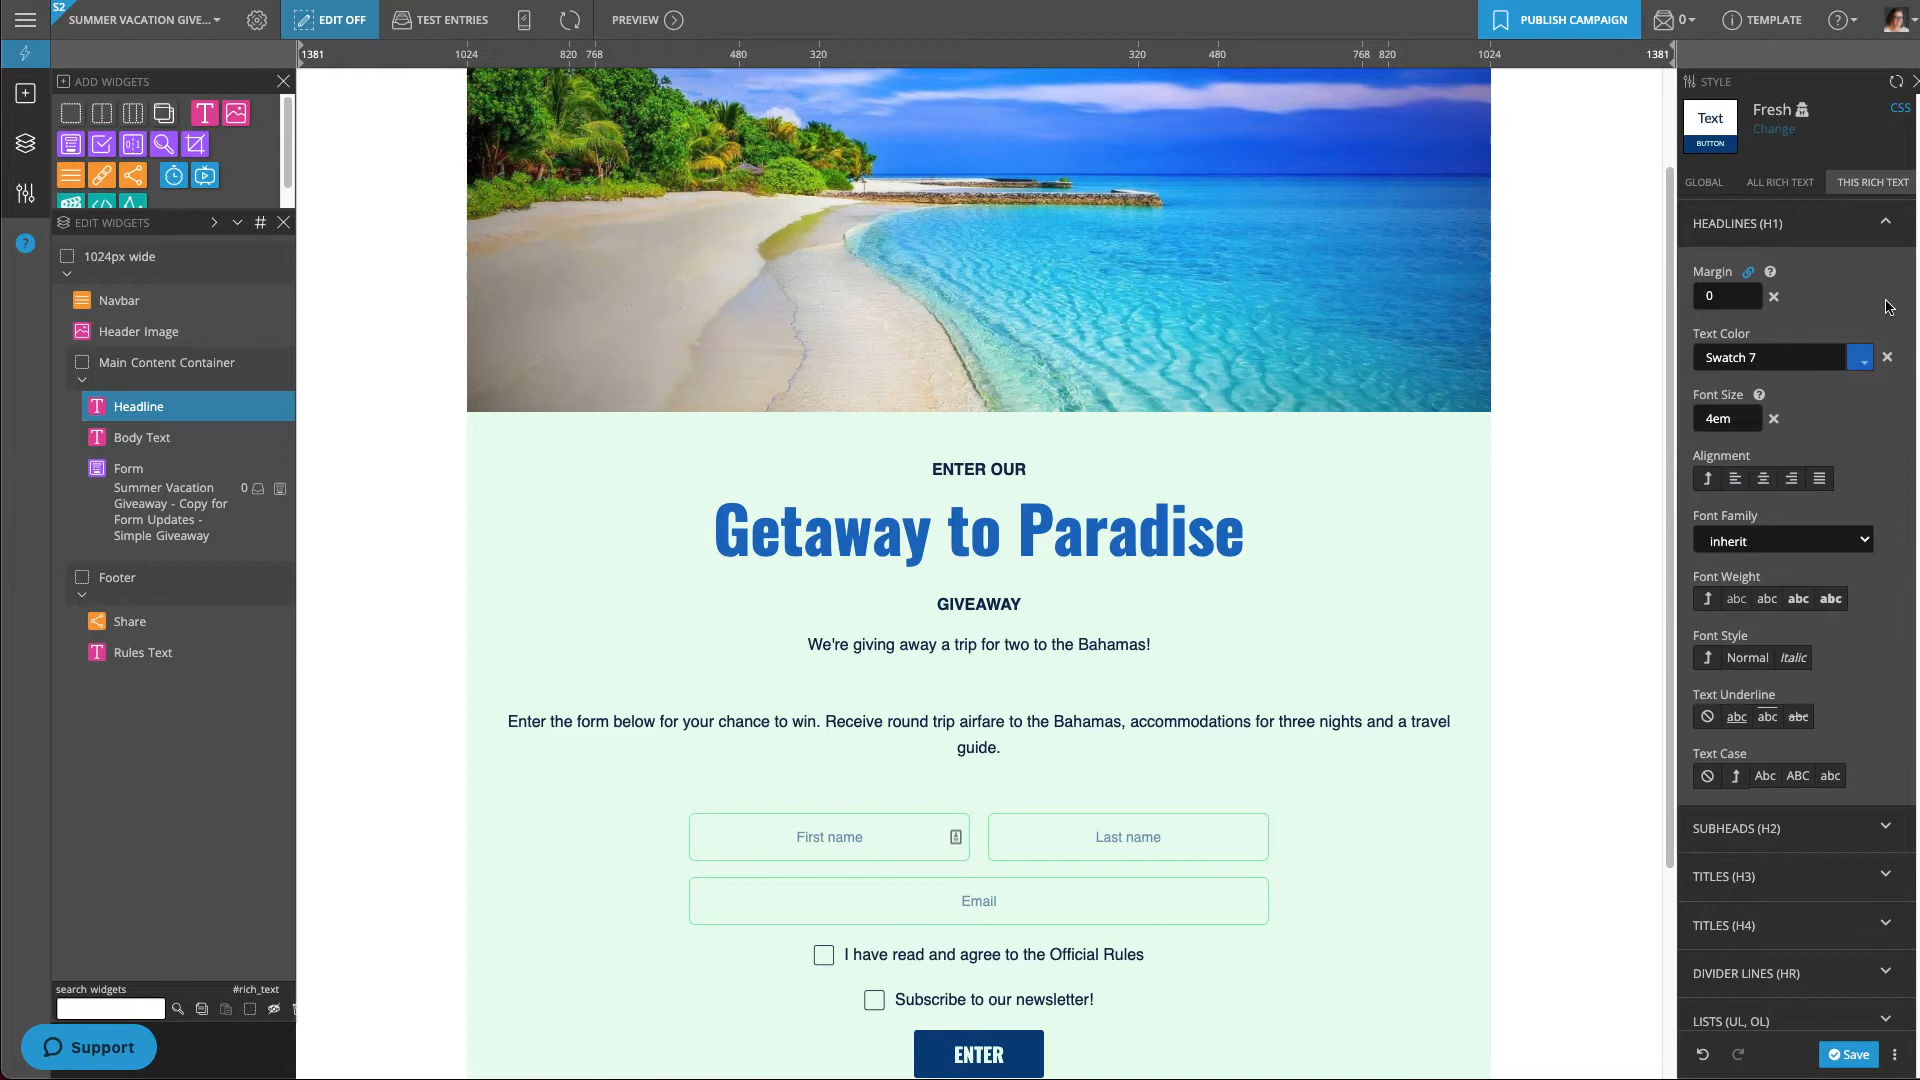 S2
SUMMER VACATION GIVE...
EDIT OFF
TEST ENTRIES
PREVIEW
PUBLISH CAMPAIGN
0
TEMPLATE
1381
1024
820
768
480
320
320
480
768
820
1024
1381
ADD WIDGETS
T
EDIT WIDGETS
#
1024px wide
Navbar
Header Image
Main Content Container
T Headline
T Body Text
Form
Summer Vacation
Giveaway - Copy for
Form Updates -
Simple Giveaway
0
Footer
Share
T Rules Text
search widgets
#rich_text
Support
ENTER OUR
Getaway to Paradise
GIVEAWAY
We're giving away a trip for two to the Bahamas!
Enter the form below for your chance to win. Receive round trip airfare to the Bahamas, accommodations for three nights and a travel
guide.
First name
Last name
Email
I have read and agree to the Official Rules
Subscribe to our newsletter!
ENTER
STYLE
Text
BUTTON
Fresh
Change
CSS
GLOBAL
ALL RICH TEXT
THIS RICH TEXT
HEADLINES (H1)
Margin
0
Text Color
Swatch 7
Font Size
4em
Alignment
Font Family
inherit
Font Weight
abc abc abc abc
Font Style
Normal Italic
Text Underline
abc abc abc
Text Case
Abc ABC abc
SUBHEADS (H2)
TITLES (H3)
TITLES (H4)
DIVIDER LINES (HR)
LISTS (UL, OL)
Save